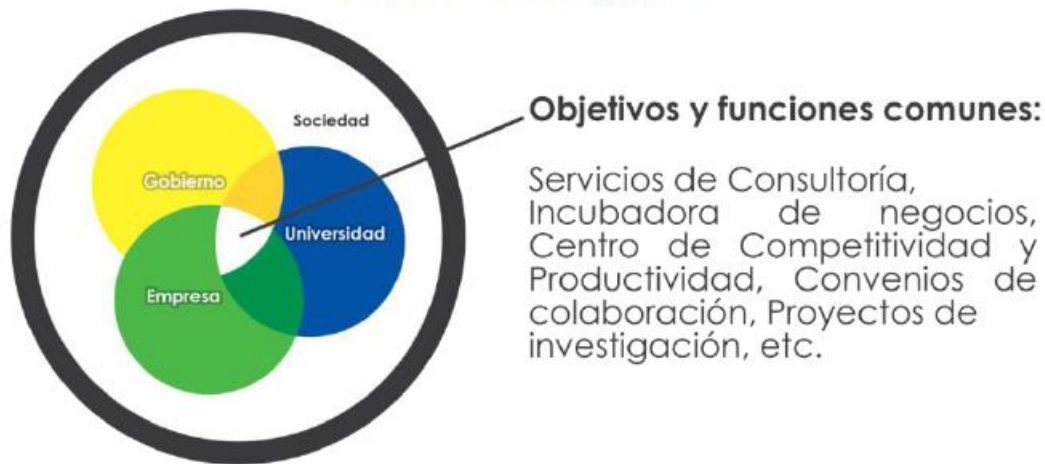 Sociedad
Gobierno
Universidad
Empresa
Objetivos y funciones comunes:
Servicios de Consultoría,
Incubadora de negocios,
Centro de Competitividad y
Productividad, Convenios de
colaboración, Proyectos de
investigación, etc.